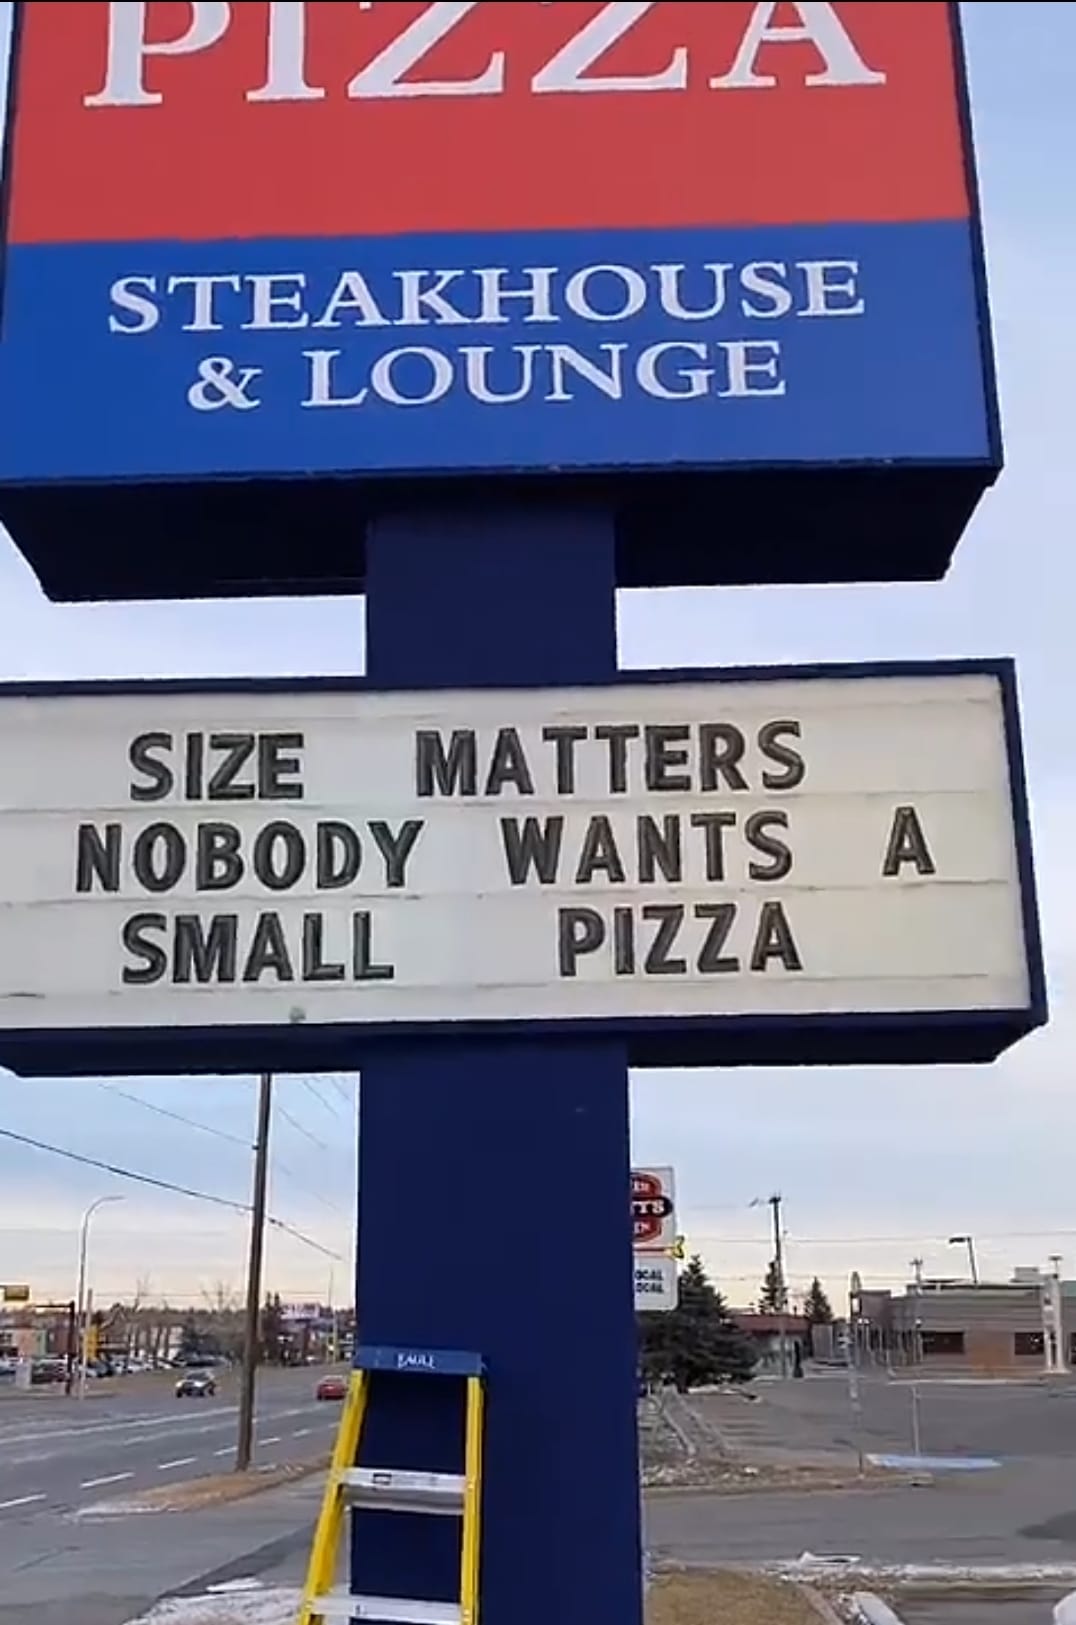 PIZZA
STEAKHOUSE
& LOUNGE
SIZE MATTERS
NOBODY WANTS A
SMALL PIZZA